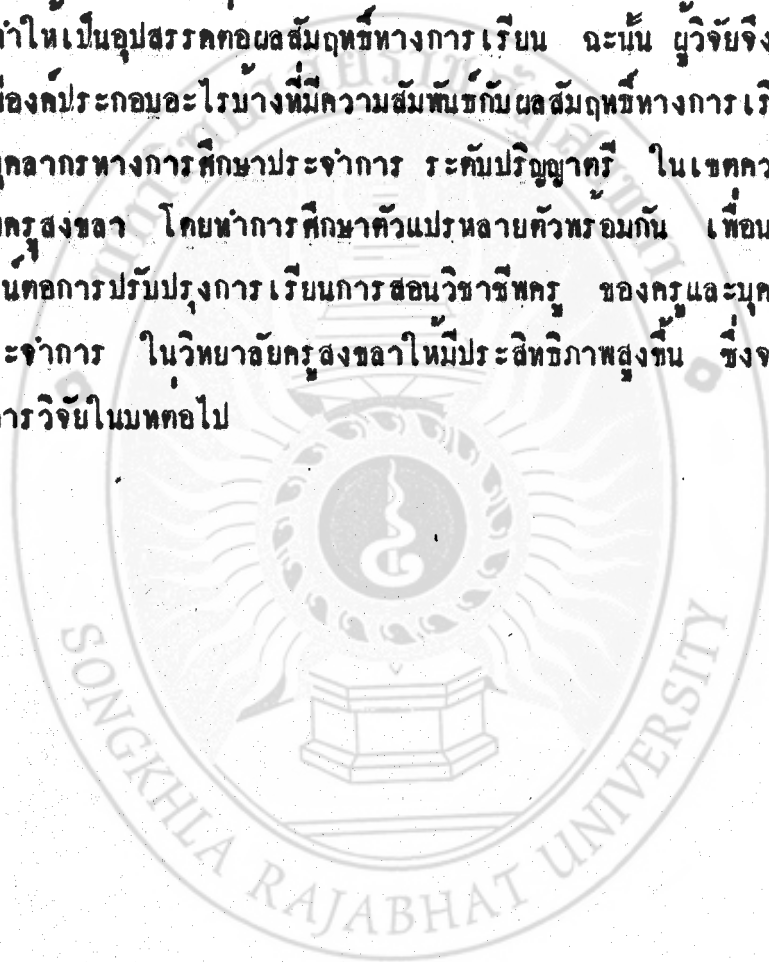 ทำให้เป็นอุปสรรคต่อผลสัมฤทธิ์ทางการเรียน ฉะนั้น ผู้วิจัยจึง
มีองค์ประกอบอะไรบ้างที่มีความสัมพันธ์กับผลสัมฤทธิ์ทางการเรี
บุคลากรทางการศึกษาประจำการ ระดับปริญญาตรี ในเขตคว
ยครูสงขลา โดยทำการศึกษาตัวแปรหลายตัวพร้อมกัน เพื่อน
น์ต่อการปรับปรุงการเรียนการสอนวิชาชีพครู ของครูและบุค
ะจำการ ในวิทยาลัยครูสงขลาให้มีประสิทธิภาพสูงขึ้น ซึ่งจ
การวิจัยในบทต่อไป
SONGKHLA RAJABHAT UNIVERSITY